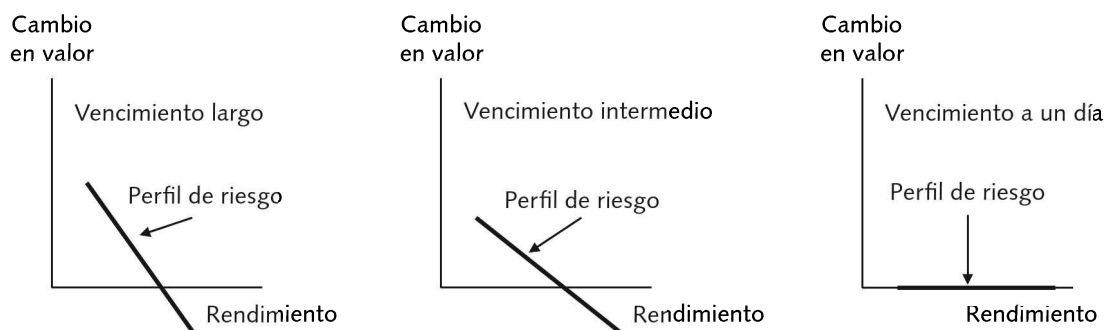 Cambio
en valor
Vencimiento largo
Perfil de riesgo
Rendimiento
Cambio
en valor
Vencimiento intermedio
Perfil de riesgo
Rendimiento
Cambio
en valor
Vencimiento a un día
Perfil de riesgo
Rendimiento